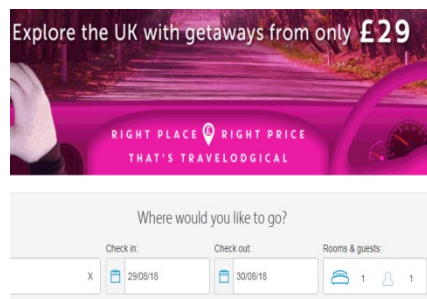 Explore the UK with getaways from only £29
RIGHT PLACE £ RIGHT PRICE
THAT'S TRAVELODGICAL
Where would you like to go?
Check in: Check out: Rooms & guests:
X 29/08/18 30/08/18 1 1